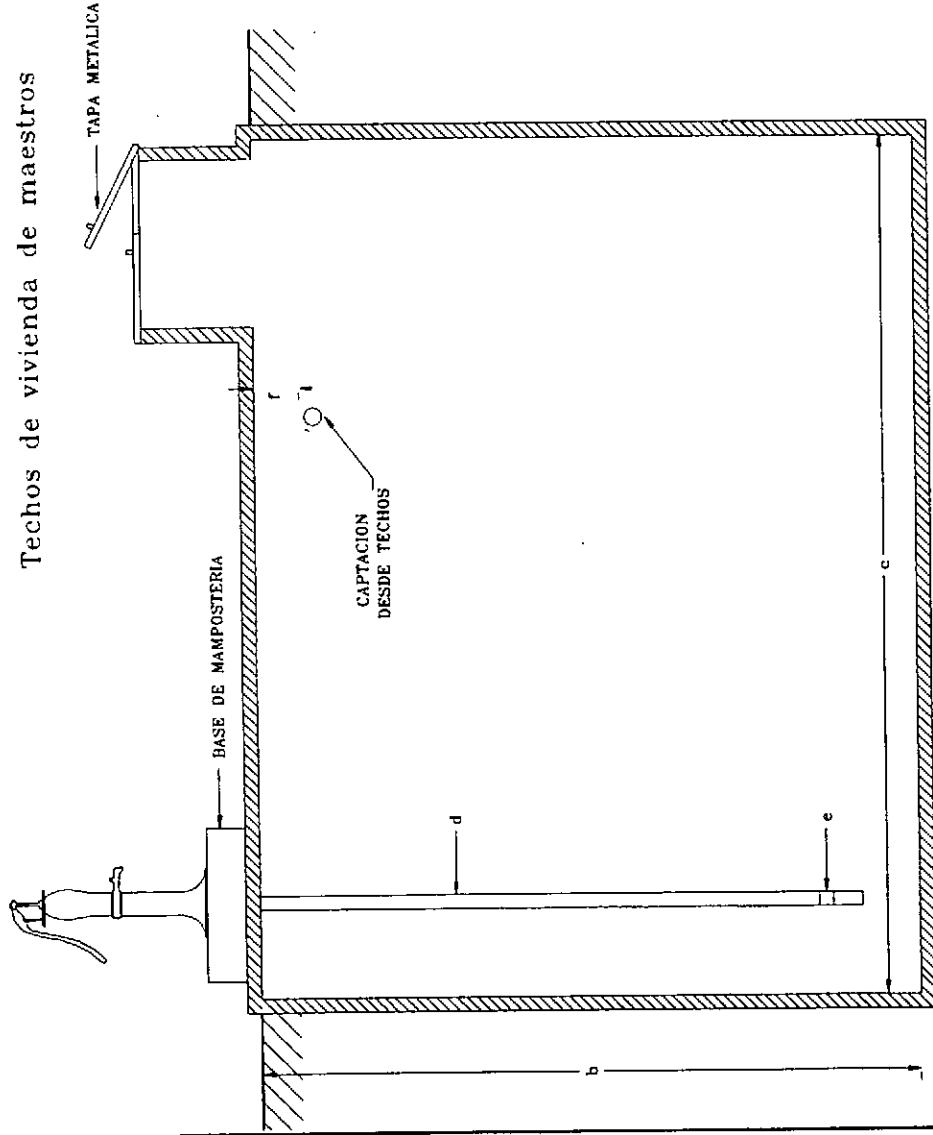 Techos de vivienda de maestros
TAPA METALICA
BASE DE MAMPOSTERIA
f
CAPTACION
DESDE TECHOS
d
e
c
b